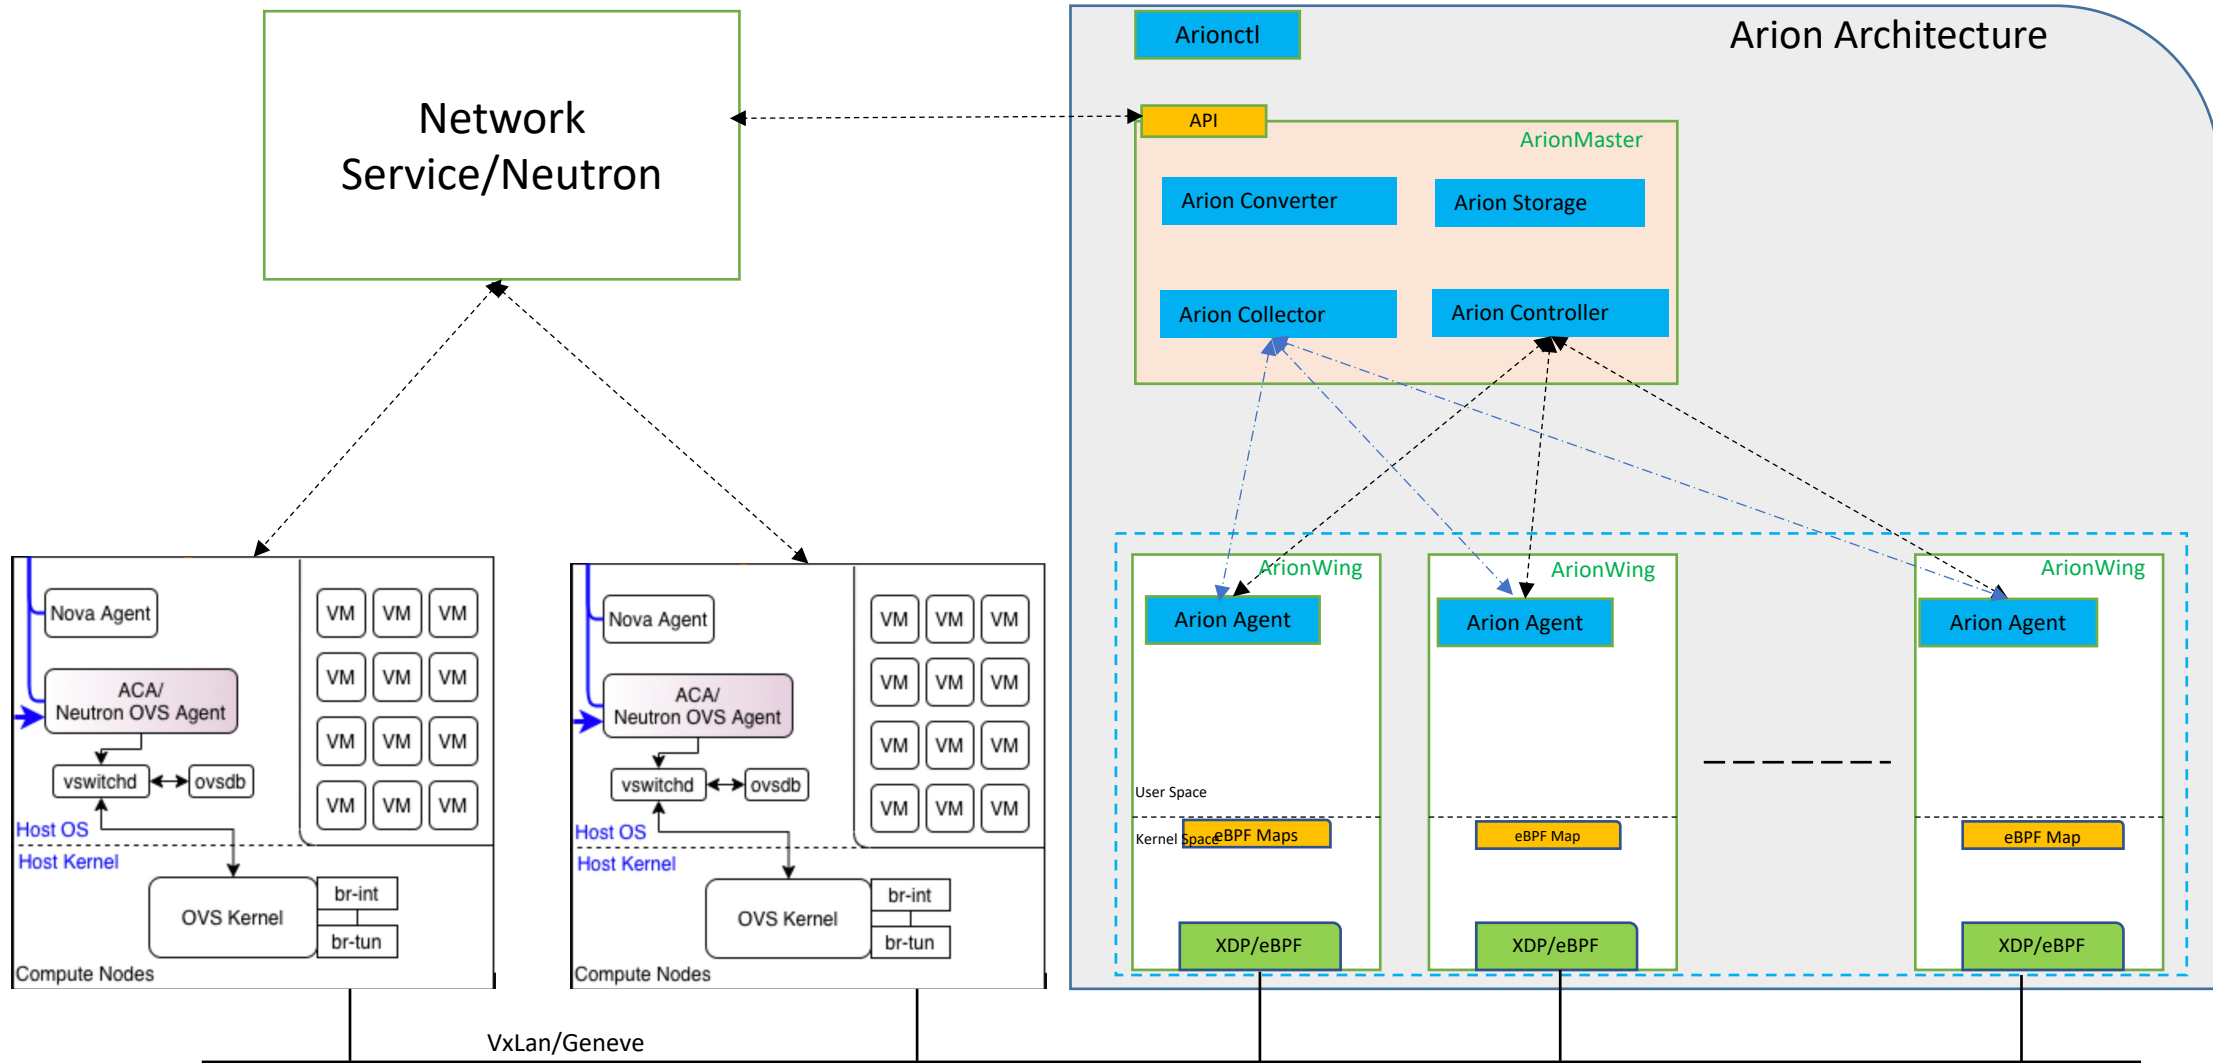 Arion Architecture
Arionctl
Network
Service/Neutron
API
ArionMaster
Arion Converter
Arion Storage
Arion Collector
Arion Controller
Nova Agent
ACA/
Neutron OVS Agent
vswitchd
ovsdb
Host OS
Host Kernel
OVS Kernel
br-int
br-tun
Compute Nodes
VM VM VM
VM VM VM
VM VM VM
VM VM VM
Nova Agent
ACA/
Neutron OVS Agent
vswitchd
ovsdb
Host OS
Host Kernel
OVS Kernel
br-int
br-tun
Compute Nodes
VM VM VM
VM VM VM
VM VM VM
VM VM VM
ArionWing
Arion Agent
User Space
Kernel Space
eBPF Maps
XDP/eBPF
ArionWing
Arion Agent
eBPF Map
XDP/eBPF
ArionWing
Arion Agent
eBPF Map
XDP/eBPF
VxLan/Geneve